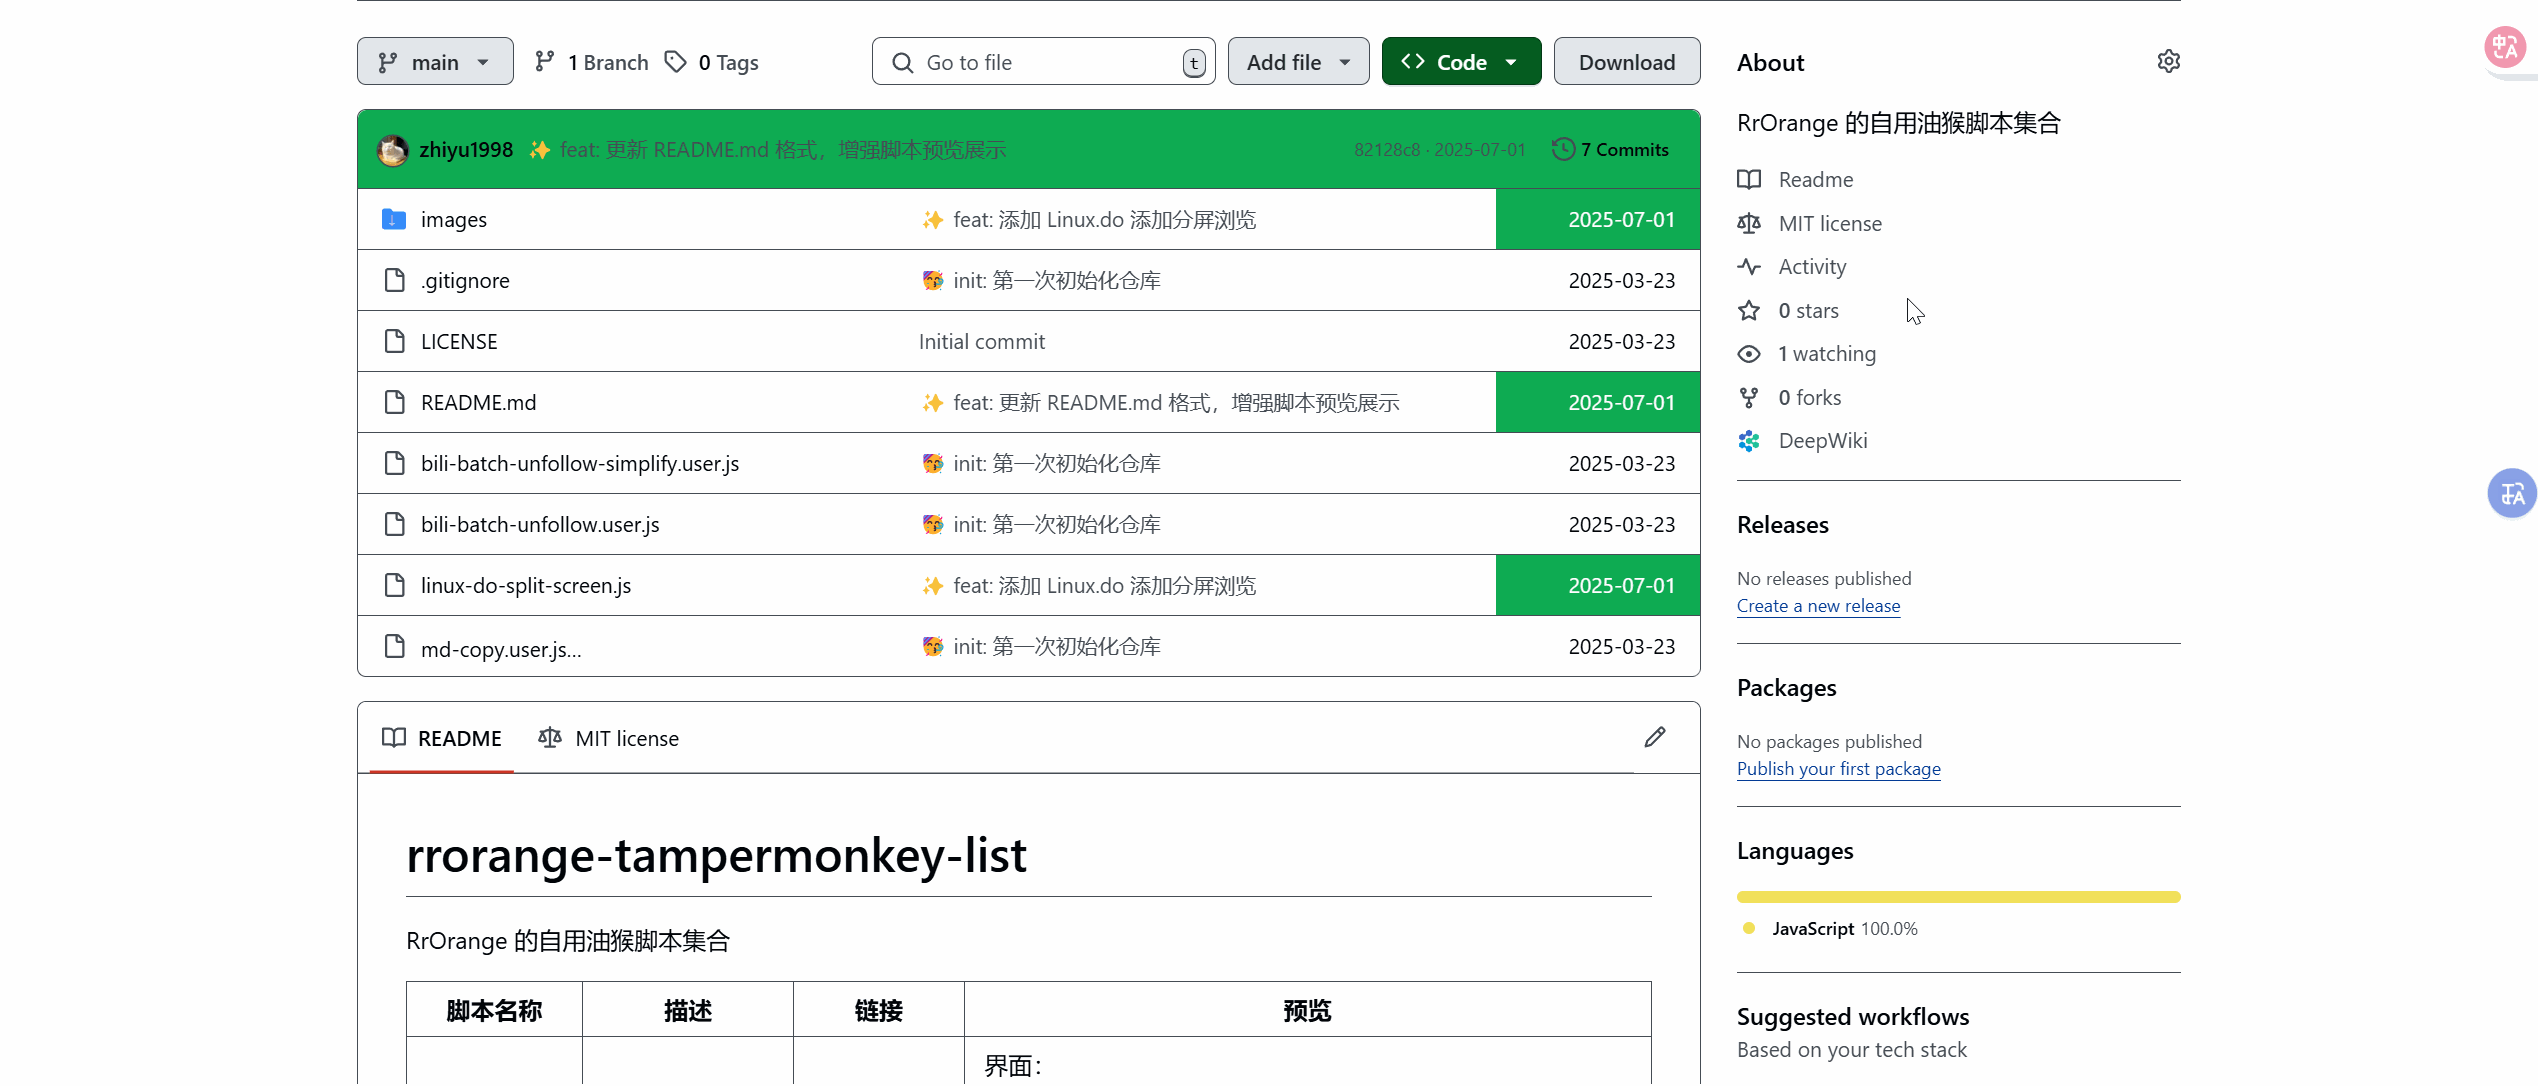 main
1 Branch
0 Tags
Go to file
t
Add file
Code
Download
zhiyu1998 ✨ feat: 更新 README.md 格式，增强脚本预览展示
82128c8 · 2025-07-01
7 Commits
images
✨ feat: 添加 Linux.do 添加分屏浏览
2025-07-01
.gitignore
🥳 init: 第一次初始化仓库
2025-03-23
LICENSE
Initial commit
2025-03-23
README.md
✨ feat: 更新 README.md 格式，增强脚本预览展示
2025-07-01
bili-batch-unfollow-simplify.user.js
🥳 init: 第一次初始化仓库
2025-03-23
bili-batch-unfollow.user.js
🥳 init: 第一次初始化仓库
2025-03-23
linux-do-split-screen.js
✨ feat: 添加 Linux.do 添加分屏浏览
2025-07-01
md-copy.user.js...
🥳 init: 第一次初始化仓库
2025-03-23
README
MIT license
rrorange-tampermonkey-list
RrOrange 的自用油猴脚本集合
脚本名称
描述
链接
预览
界面：
About
RrOrange 的自用油猴脚本集合
Readme
MIT license
Activity
0 stars
1 watching
0 forks
DeepWiki
Releases
No releases published
Create a new release
Packages
No packages published
Publish your first package
Languages
JavaScript 100.0%
Suggested workflows
Based on your tech stack